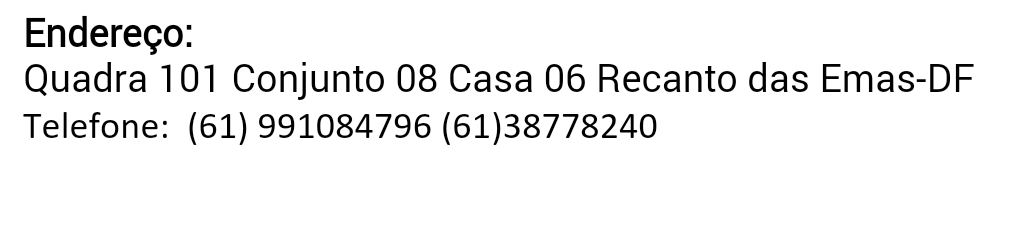 Endereço:
Quadra 101 Conjunto 08 Casa 06 Recanto das Emas-DF
Telefone:  (61) 991084796 (61)38778240